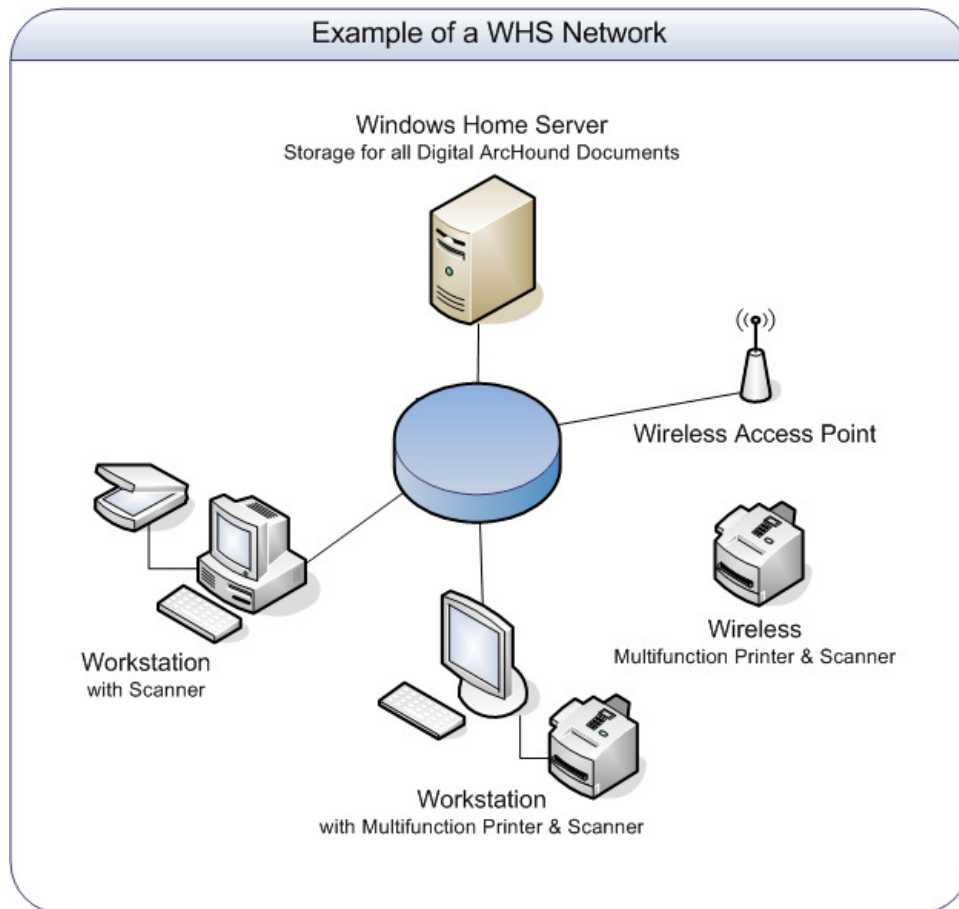 Example of a WHS Network
Windows Home Server
Storage for all Digital ArcHound Documents
Wireless Access Point
Wireless
Multifunction Printer & Scanner
Workstation
with Scanner
Workstation
with Multifunction Printer & Scanner